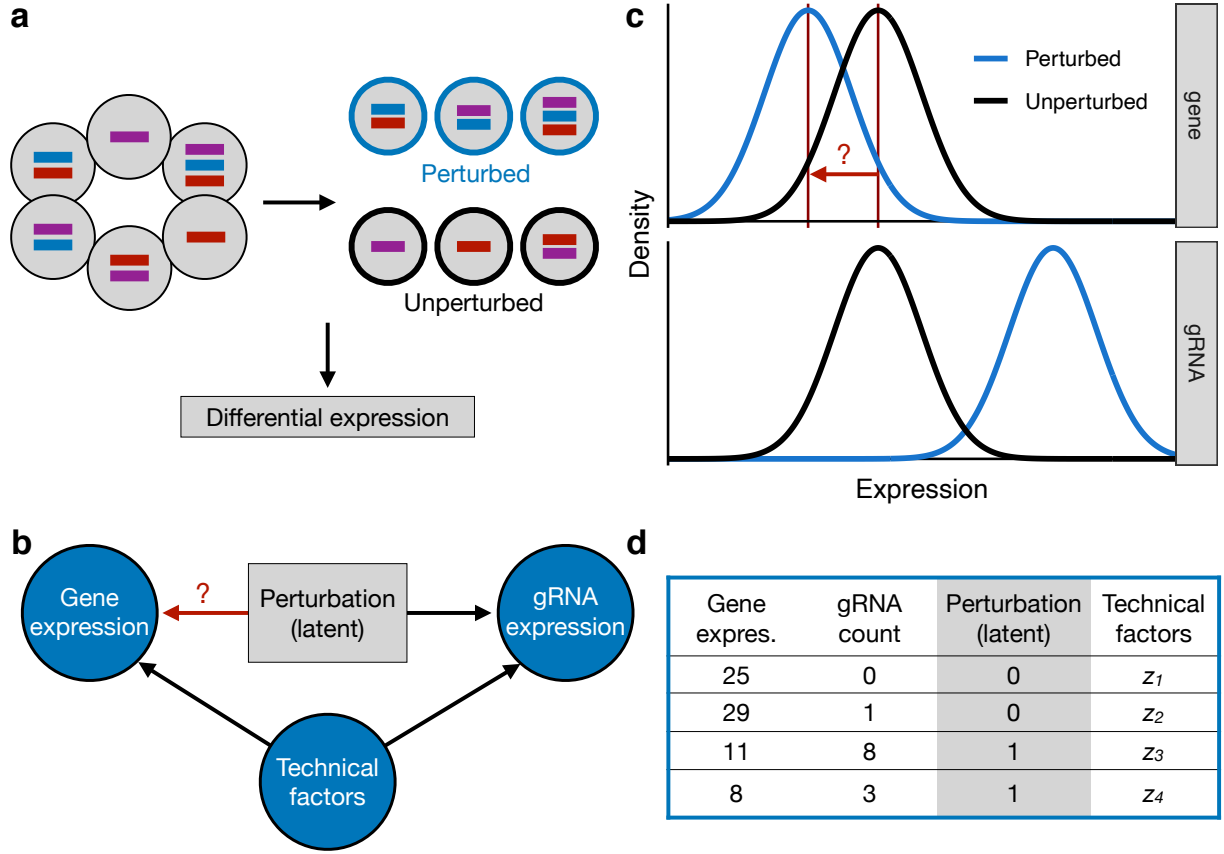 a
Perturbed
Unperturbed
Differential expression
b
Gene
expression
?
Perturbation
(latent)
gRNA
expression
Technical
factors
c
Perturbed
Unperturbed
?
gene
gRNA
Density
Expression
d
Gene
expres.
gRNA
count
Perturbation
(latent)
Technical
factors
25 0 0 z1
29 1 0 z2
11 8 1 z3
8 3 1 z4